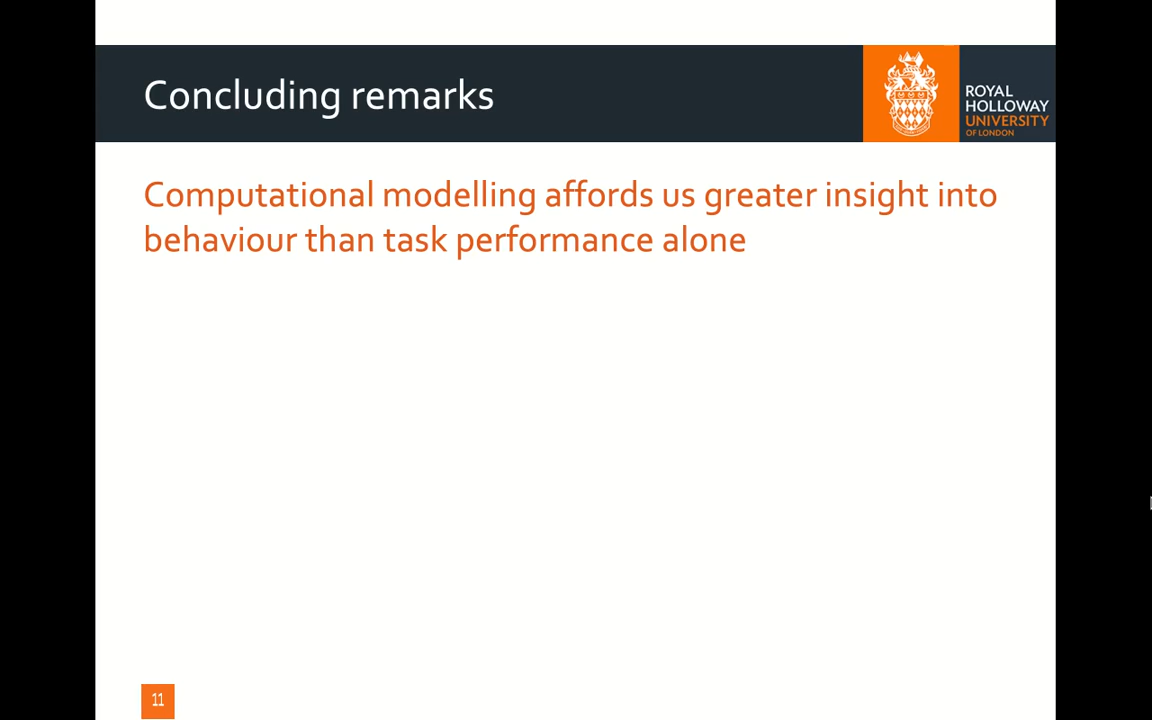 Concluding remarks
ROYAL
HOLLOWAY
UNIVERSITY
OF LONDON
Computational modelling affords us greater insight into
behaviour than task performance alone
11